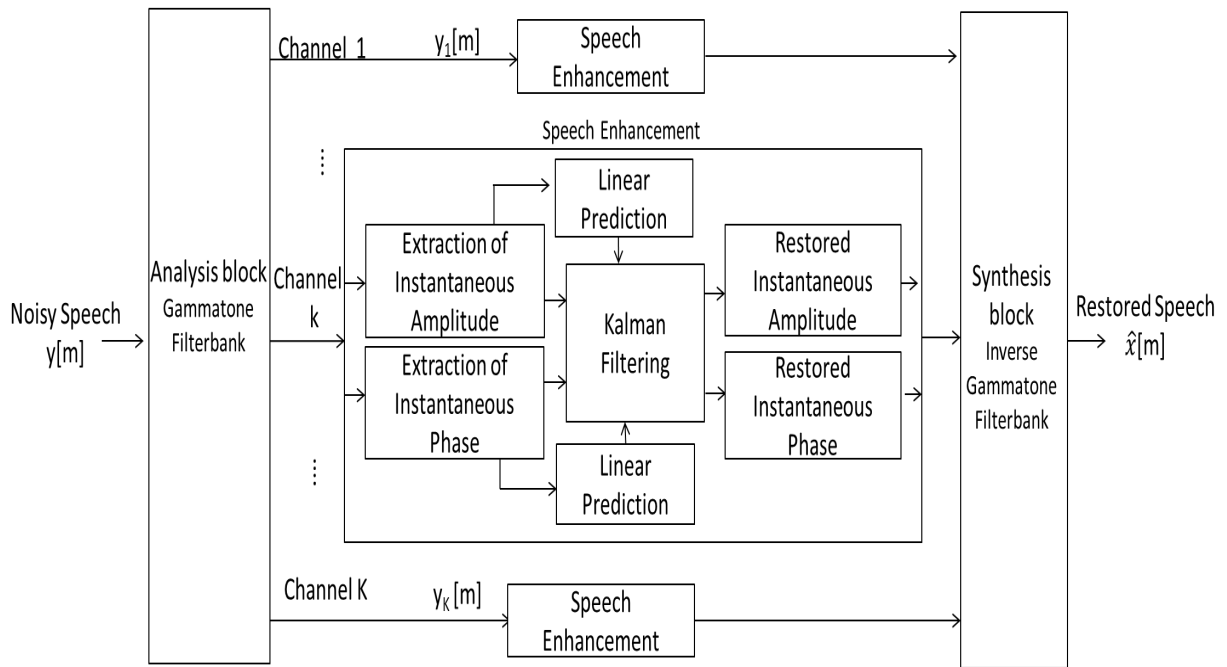 Noisy Speech
y[m]
Analysis block
Gammatone
Filterbank
Channel 1
y₁[m]
Speech
Enhancement
Speech Enhancement
⋮
Channel
k
⋮
Extraction of
Instantaneous
Amplitude
Extraction of
Instantaneous
Phase
Linear
Prediction
Kalman
Filtering
Linear
Prediction
Restored
Instantaneous
Amplitude
Restored
Instantaneous
Phase
Channel K
y_K[m]
Speech
Enhancement
Synthesis
block
Inverse
Gammatone
Filterbank
Restored Speech
x̂[m]